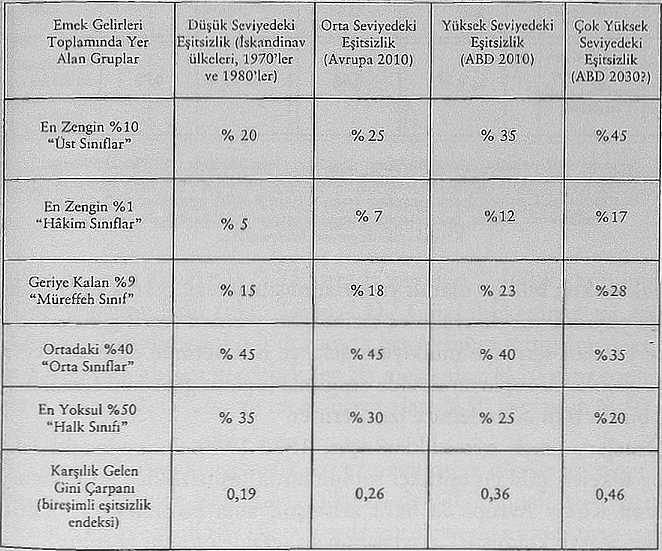 Emek Gelirleri
Toplamında Yer
Alan Gruplar
Düşük Seviyedeki
Eşitsizlik (İskandinav
ülkeleri, 1970’ler
ve 1980’ler)
Orta Seviyedeki
Eşitsizlik
(Avrupa 2010)
Yüksek Seviyedeki
Eşitsizlik
(ABD 2010)
Çok Yüksek
Seviyedeki
Eşitsizlik
(ABD 2030?)
En Zengin %10
“Üst Sınıflar”
% 20
% 25
% 35
%45
En Zengin %1
“Hâkim Sınıflar”
% 5
% 7
%12
%17
Geriye Kalan %9
“Müreffeh Sınıf”
% 15
% 18
% 23
%28
Ortadaki %40
“Orta Sınıflar”
% 45
% 45
% 40
%35
En Yoksul %50
“Halk Sınıfı”
% 35
% 30
% 25
%20
Karşılık Gelen
Gini Çarpanı
(bireşimli eşitsizlik
endeksi)
0,19
0,26
0,36
0,46